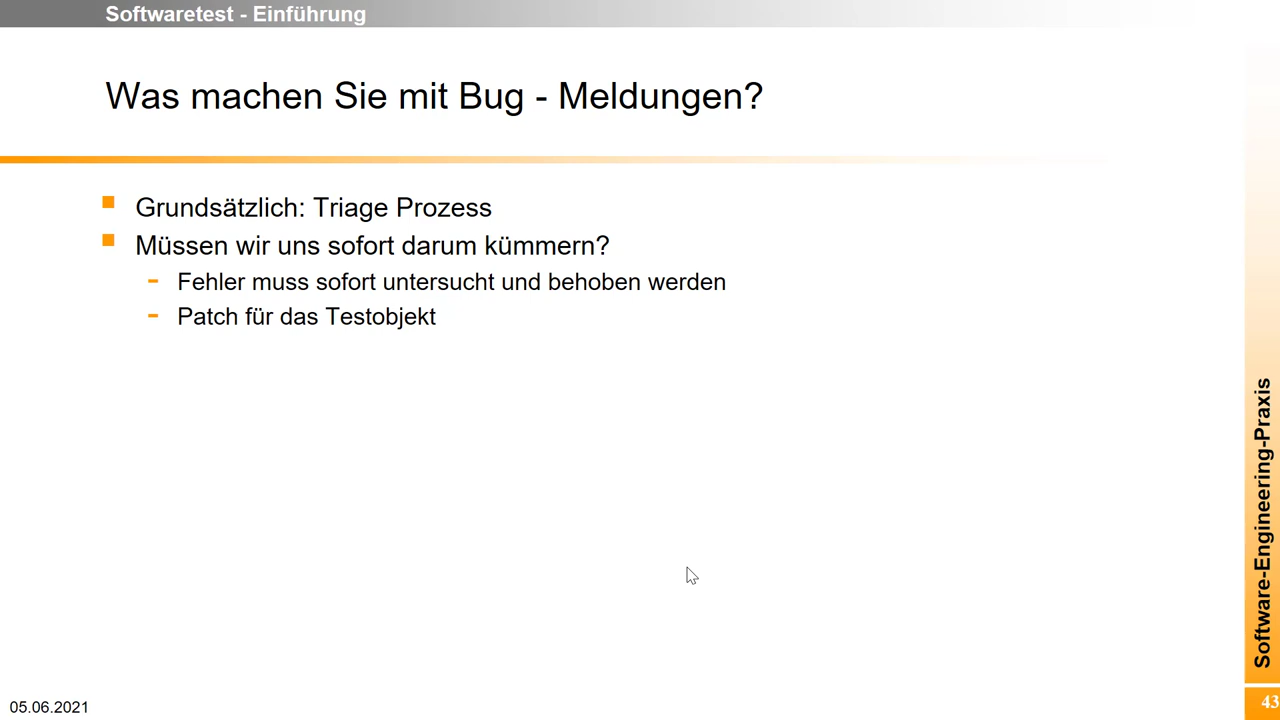 Softwaretest - Einführung
Was machen Sie mit Bug - Meldungen?
Grundsätzlich: Triage Prozess
Müssen wir uns sofort darum kümmern?
- Fehler muss sofort untersucht und behoben werden
- Patch für das Testobjekt
Software-Engineering-Praxis
05.06.2021
43